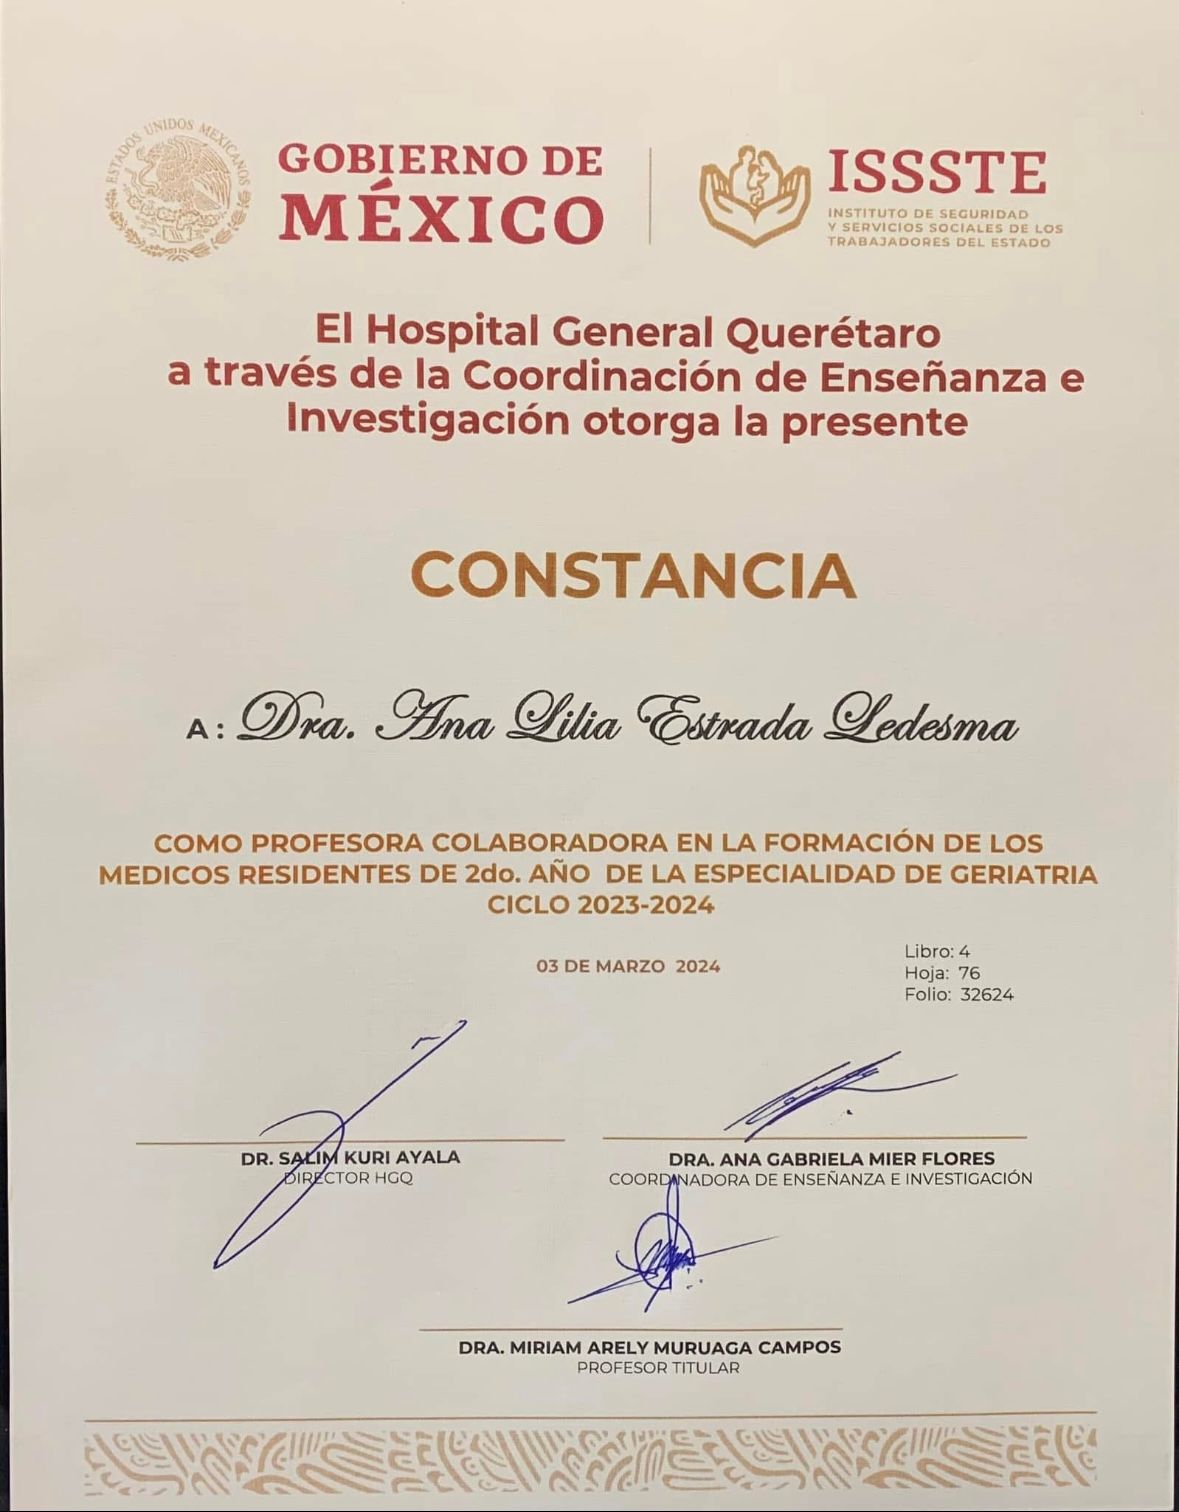 ESTADOS UNIDOS MEXICANOS
GOBIERNO DE
MÉXICO
ISSSTE
INSTITUTO DE SEGURIDAD
Y SERVICIOS SOCIALES DE LOS
TRABAJADORES DEL ESTADO
El Hospital General Querétaro
a través de la Coordinación de Enseñanza e
Investigación otorga la presente
CONSTANCIA
A: Dra. Ana Lilia Estrada Ledesma
COMO PROFESORA COLABORADORA EN LA FORMACIÓN DE LOS
MEDICOS RESIDENTES DE 2do. AÑO DE LA ESPECIALIDAD DE GERIATRIA
CICLO 2023-2024
03 DE MARZO 2024
Libro: 4
Hoja: 76
Folio: 32624
DR. SALIM KURI AYALA
DIRECTOR HGQ
DRA. ANA GABRIELA MIER FLORES
COORDINADORA DE ENSEÑANZA E INVESTIGACIÓN
DRA. MIRIAM ARELY MURUAGA CAMPOS
PROFESOR TITULAR